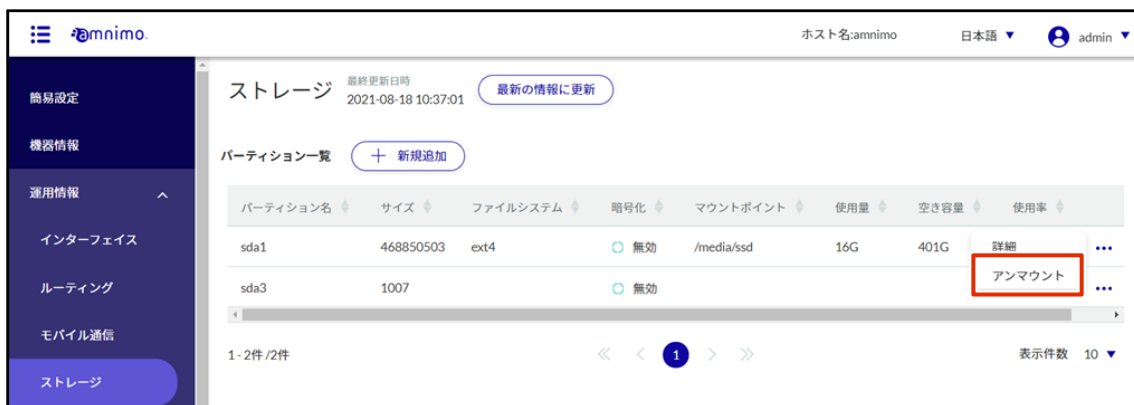 amnimo. ホスト名:amnimo 日本語 ▼ admin ▼
簡易設定
機器情報
運用情報
インターフェイス
ルーティング
モバイル通信
ストレージ
ストレージ 最終更新日時 2021-08-18 10:37:01 最新の情報に更新
パーティション一覧 + 新規追加
パーティション名 サイズ ファイルシステム 暗号化 マウントポイント 使用量 空き容量 使用率
sda1 468850503 ext4 無効 /media/ssd 16G 401G 詳細 •••
アンマウント
sda3 1007 無効 •••
1 - 2件 /2件 ≪ < 1 > ≫ 表示件数 10 ▼